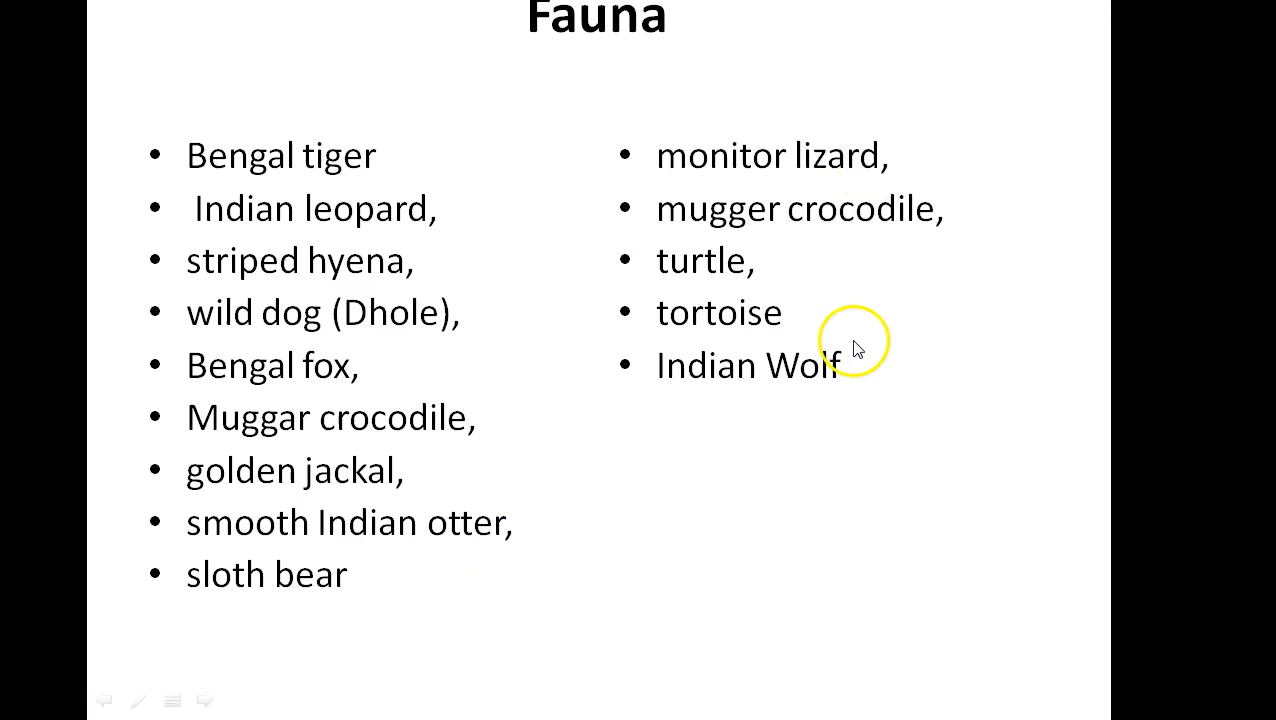 Fauna
• Bengal tiger
• Indian leopard,
• striped hyena,
• wild dog (Dhole),
• Bengal fox,
• Muggar crocodile,
• golden jackal,
• smooth Indian otter,
• sloth bear
• monitor lizard,
• mugger crocodile,
• turtle,
• tortoise
• Indian Wolf